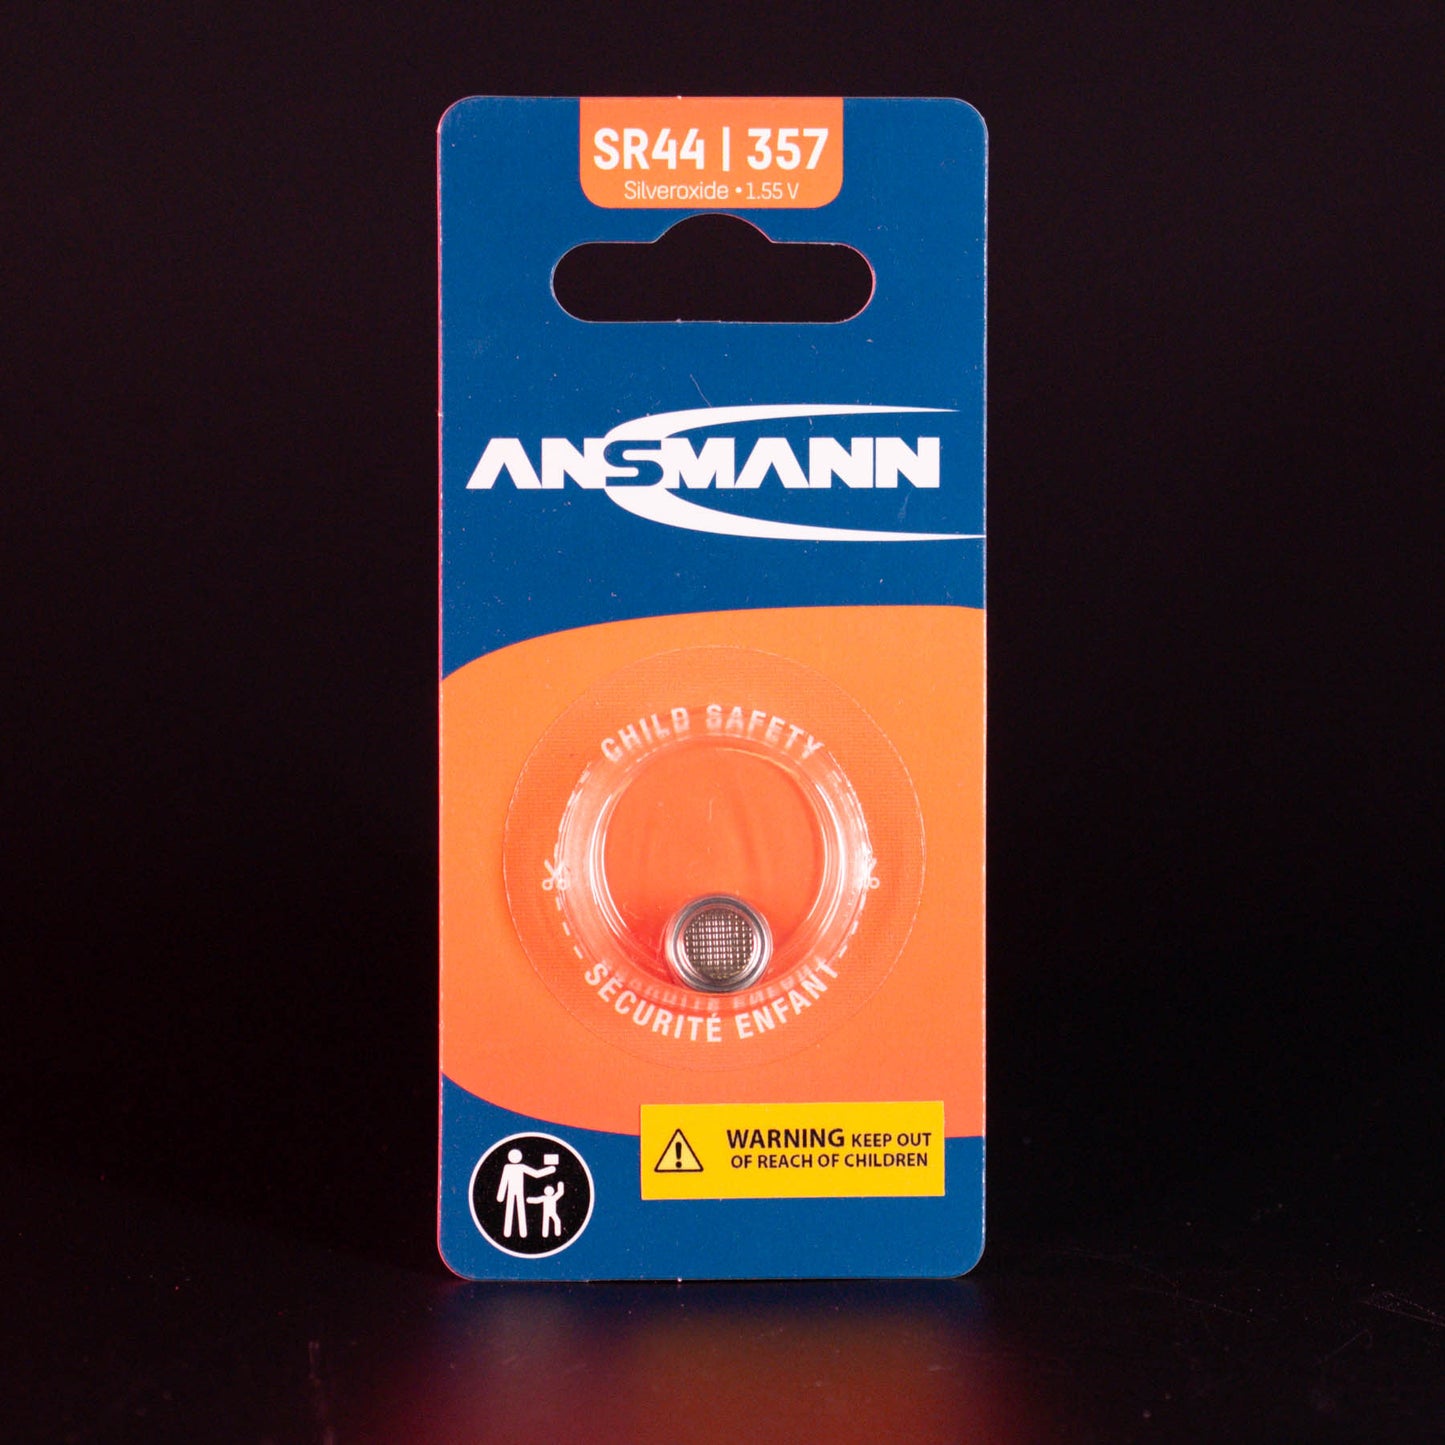 SR44 | 357
Silveroxide • 1.55 V
ANSMANN
CHILD SAFETY
SÉCURITÉ ENFANT
WARNING KEEP OUT
OF REACH OF CHILDREN